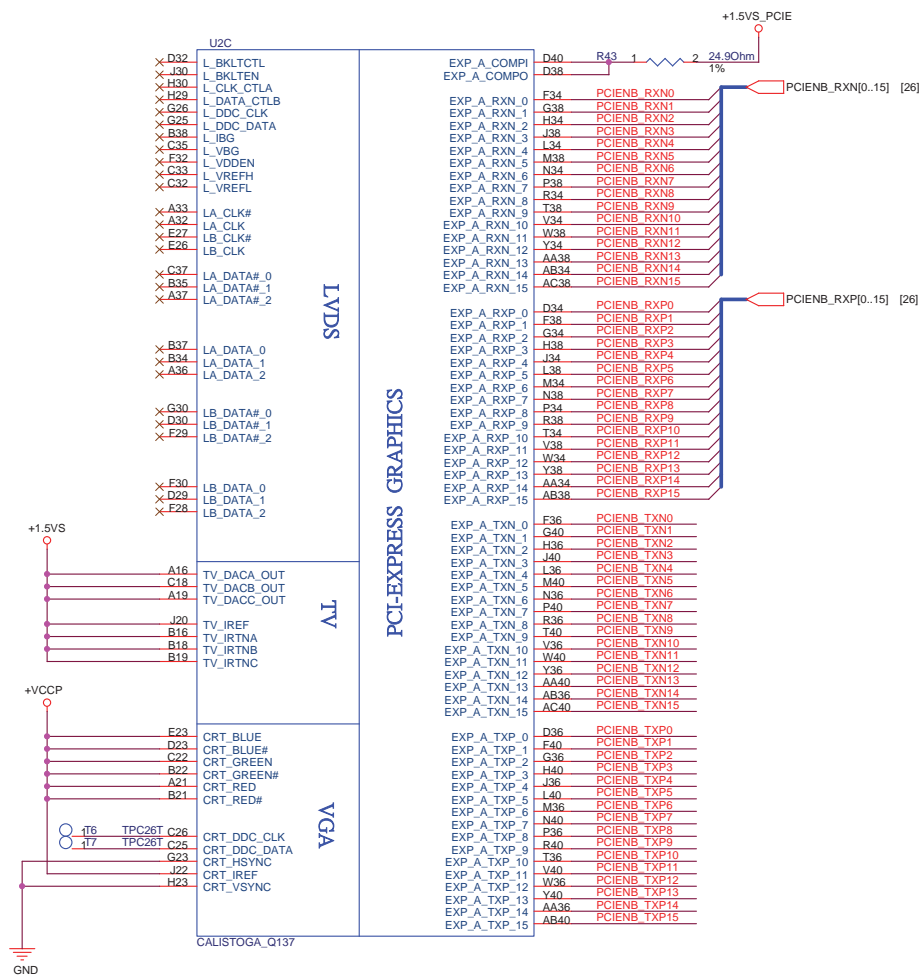 +1.5VS_PCIE
U2C
D32 L_BKLTCTL
J30 L_BKLTEN
H30 L_CLK_CTLA
H29 L_DATA_CTLB
G26 L_DDC_CLK
G25 L_DDC_DATA
B38 L_IBG
C35 L_VBG
F32 L_VDDEN
C33 L_VREFH
C32 L_VREFL
A33 LA_CLK#
A32 LA_CLK
E27 LB_CLK#
E26 LB_CLK
C37 LA_DATA#_0
B35 LA_DATA#_1
A37 LA_DATA#_2
B37 LA_DATA_0
B34 LA_DATA_1
A36 LA_DATA_2
G30 LB_DATA#_0
D30 LB_DATA#_1
F29 LB_DATA#_2
F30 LB_DATA_0
D29 LB_DATA_1
F28 LB_DATA_2
LVDS
+1.5VS
A16 TV_DACA_OUT
C18 TV_DACB_OUT
A19 TV_DACC_OUT
J20 TV_IREF
B16 TV_IRTNA
B18 TV_IRTNB
B19 TV_IRTNC
TV
+VCCP
E23 CRT_BLUE
D23 CRT_BLUE#
C22 CRT_GREEN
B22 CRT_GREEN#
A21 CRT_RED
B21 CRT_RED#
1 T6 TPC26T C26 CRT_DDC_CLK
1 T7 TPC26T C25 CRT_DDC_DATA
G23 CRT_HSYNC
J22 CRT_IREF
H23 CRT_VSYNC
VGA
GND
CALISTOGA_Q137
PCI-EXPRESS GRAPHICS
EXP_A_COMPI D40 R43 1 2 24.9Ohm
EXP_A_COMPO D38 1%
EXP_A_RXN_0 F34 PCIENB_RXN0 PCIENB_RXN[0..15] [26]
EXP_A_RXN_1 G38 PCIENB_RXN1
EXP_A_RXN_2 H34 PCIENB_RXN2
EXP_A_RXN_3 J38 PCIENB_RXN3
EXP_A_RXN_4 L34 PCIENB_RXN4
EXP_A_RXN_5 M38 PCIENB_RXN5
EXP_A_RXN_6 N34 PCIENB_RXN6
EXP_A_RXN_7 P38 PCIENB_RXN7
EXP_A_RXN_8 R34 PCIENB_RXN8
EXP_A_RXN_9 T38 PCIENB_RXN9
EXP_A_RXN_10 V34 PCIENB_RXN10
EXP_A_RXN_11 W38 PCIENB_RXN11
EXP_A_RXN_12 Y34 PCIENB_RXN12
EXP_A_RXN_13 AA38 PCIENB_RXN13
EXP_A_RXN_14 AB34 PCIENB_RXN14
EXP_A_RXN_15 AC38 PCIENB_RXN15
EXP_A_RXP_0 D34 PCIENB_RXP0 PCIENB_RXP[0..15] [26]
EXP_A_RXP_1 F38 PCIENB_RXP1
EXP_A_RXP_2 G34 PCIENB_RXP2
EXP_A_RXP_3 H38 PCIENB_RXP3
EXP_A_RXP_4 J34 PCIENB_RXP4
EXP_A_RXP_5 L38 PCIENB_RXP5
EXP_A_RXP_6 M34 PCIENB_RXP6
EXP_A_RXP_7 N38 PCIENB_RXP7
EXP_A_RXP_8 P34 PCIENB_RXP8
EXP_A_RXP_9 R38 PCIENB_RXP9
EXP_A_RXP_10 T34 PCIENB_RXP10
EXP_A_RXP_11 V38 PCIENB_RXP11
EXP_A_RXP_12 W34 PCIENB_RXP12
EXP_A_RXP_13 Y38 PCIENB_RXP13
EXP_A_RXP_14 AA34 PCIENB_RXP14
EXP_A_RXP_15 AB38 PCIENB_RXP15
EXP_A_TXN_0 F36 PCIENB_TXN0
EXP_A_TXN_1 G40 PCIENB_TXN1
EXP_A_TXN_2 H36 PCIENB_TXN2
EXP_A_TXN_3 J40 PCIENB_TXN3
EXP_A_TXN_4 L36 PCIENB_TXN4
EXP_A_TXN_5 M40 PCIENB_TXN5
EXP_A_TXN_6 N36 PCIENB_TXN6
EXP_A_TXN_7 P40 PCIENB_TXN7
EXP_A_TXN_8 R36 PCIENB_TXN8
EXP_A_TXN_9 T40 PCIENB_TXN9
EXP_A_TXN_10 V36 PCIENB_TXN10
EXP_A_TXN_11 W40 PCIENB_TXN11
EXP_A_TXN_12 Y36 PCIENB_TXN12
EXP_A_TXN_13 AA40 PCIENB_TXN13
EXP_A_TXN_14 AB36 PCIENB_TXN14
EXP_A_TXN_15 AC40 PCIENB_TXN15
EXP_A_TXP_0 D36 PCIENB_TXP0
EXP_A_TXP_1 F40 PCIENB_TXP1
EXP_A_TXP_2 G36 PCIENB_TXP2
EXP_A_TXP_3 H40 PCIENB_TXP3
EXP_A_TXP_4 J36 PCIENB_TXP4
EXP_A_TXP_5 L40 PCIENB_TXP5
EXP_A_TXP_6 M36 PCIENB_TXP6
EXP_A_TXP_7 N40 PCIENB_TXP7
EXP_A_TXP_8 P36 PCIENB_TXP8
EXP_A_TXP_9 R40 PCIENB_TXP9
EXP_A_TXP_10 T36 PCIENB_TXP10
EXP_A_TXP_11 V40 PCIENB_TXP11
EXP_A_TXP_12 W36 PCIENB_TXP12
EXP_A_TXP_13 Y40 PCIENB_TXP13
EXP_A_TXP_14 AA36 PCIENB_TXP14
EXP_A_TXP_15 AB40 PCIENB_TXP15